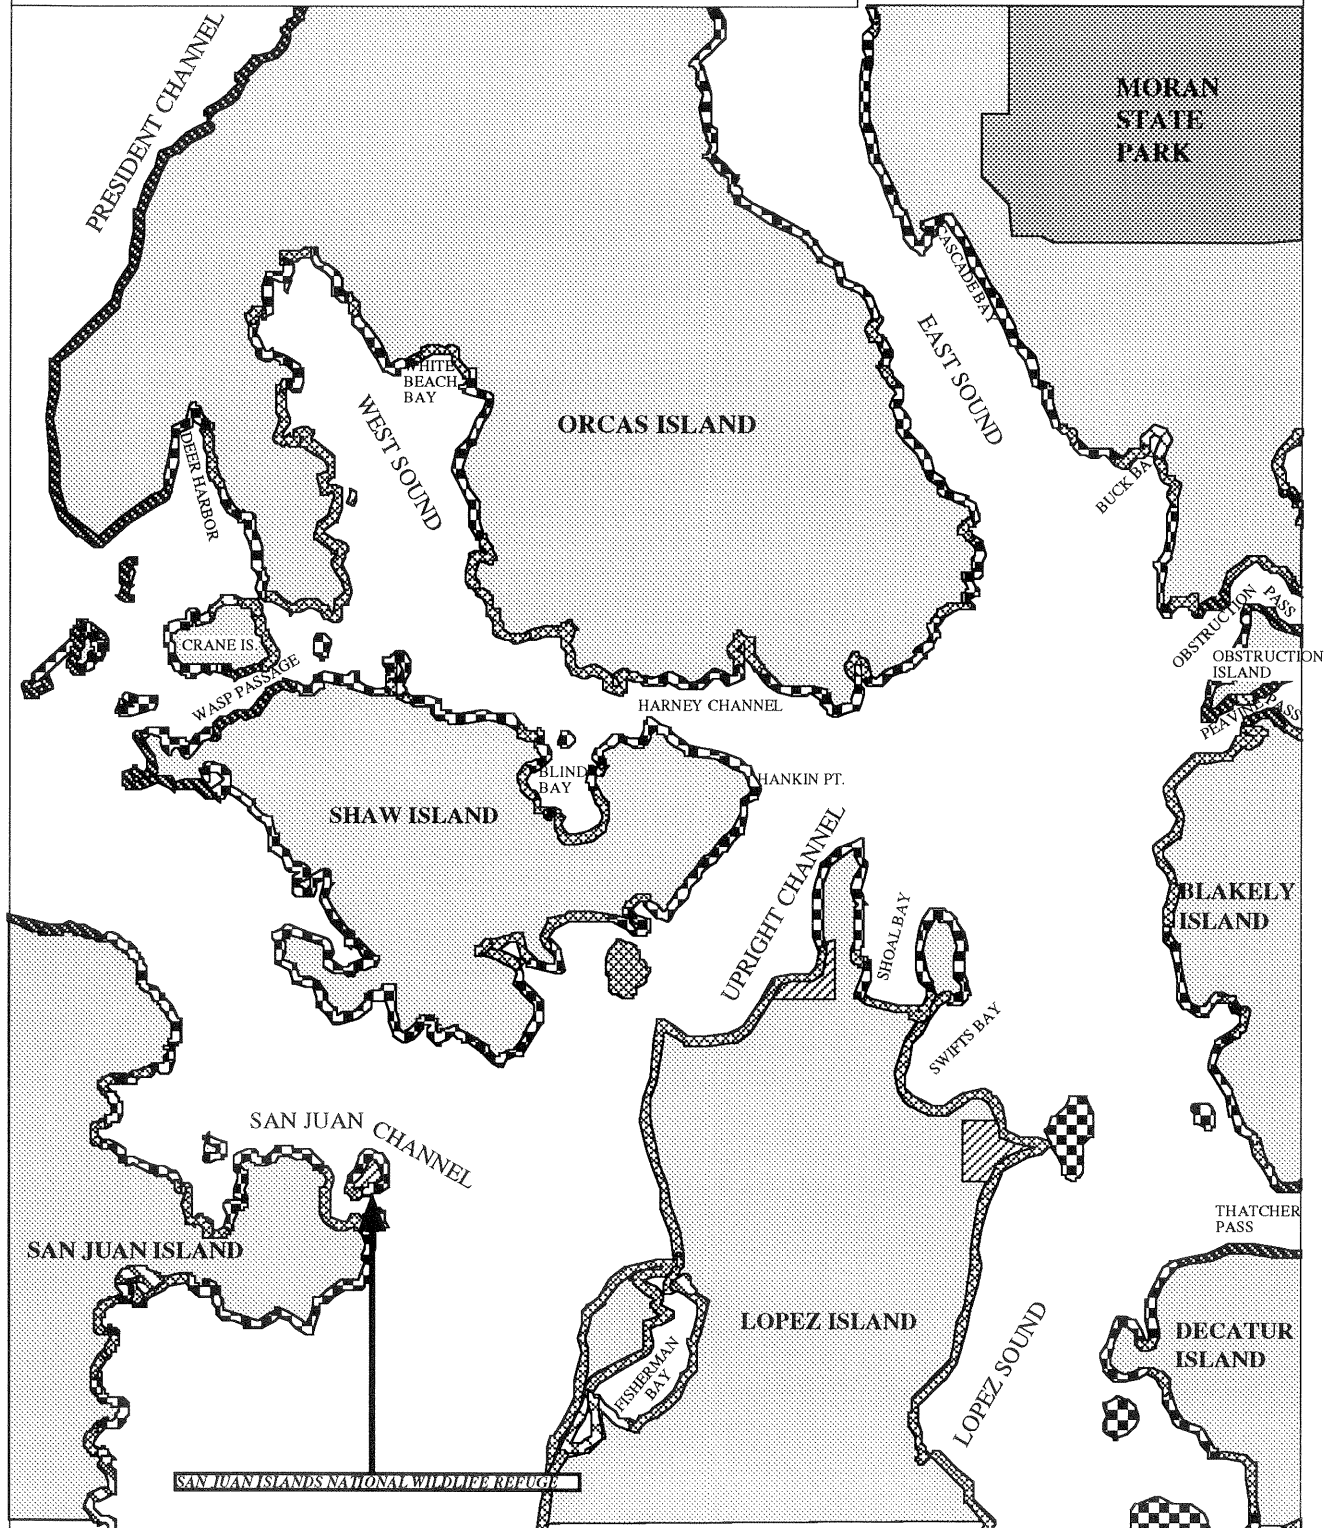 PRESIDENT CHANNEL
MORAN
STATE
PARK
CASCADE BAY
EAST SOUND
WHITE
BEACH
BAY
WEST SOUND
ORCAS ISLAND
DEER HARBOR
BUCK BAY
OBSTRUCTION PASS
CRANE IS.
OBSTRUCTION
ISLAND
WASP PASSAGE
HARNEY CHANNEL
PEAVINE PASS
BLIND
BAY
HANKIN PT.
SHAW ISLAND
UPRIGHT CHANNEL
BLAKELY
ISLAND
SHOAL BAY
SWIFTS BAY
SAN JUAN CHANNEL
THATCHER
PASS
SAN JUAN ISLAND
LOPEZ ISLAND
DECATUR
ISLAND
FISHERMAN
BAY
LOPEZ SOUND
SAN JUAN ISLANDS NATIONAL WILDLIFE REFUGE